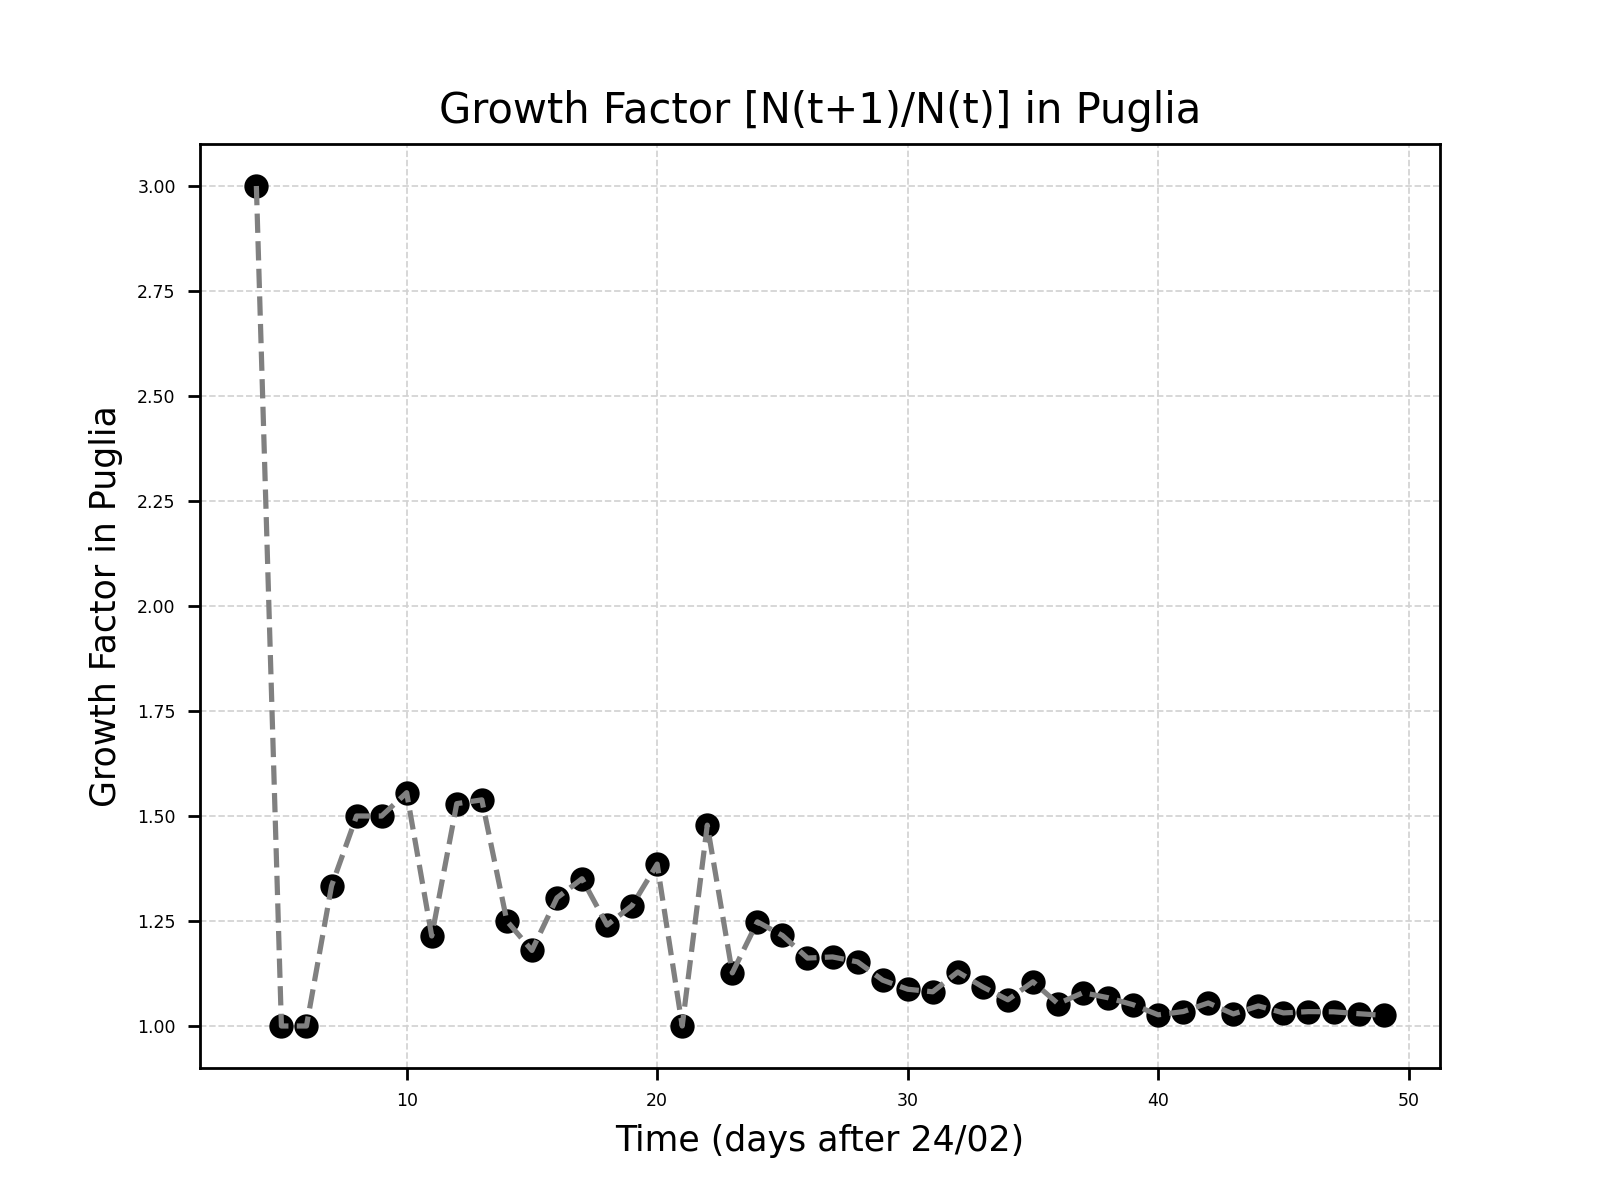 Growth Factor [N(t+1)/N(t)] in Puglia
Growth Factor in Puglia
3.00
2.75
2.50
2.25
2.00
1.75
1.50
1.25
1.00
10 20 30 40 50
Time (days after 24/02)